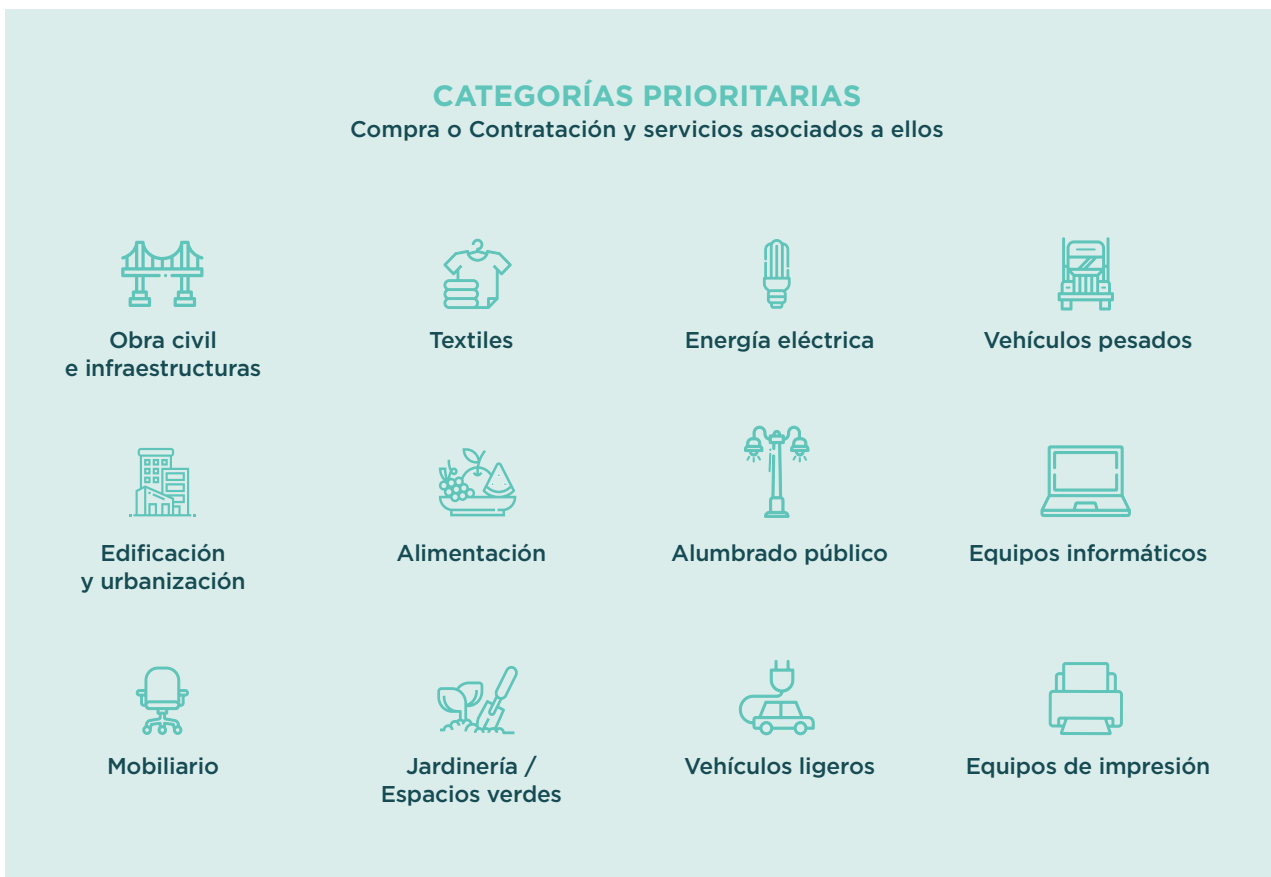 CATEGORÍAS PRIORITARIAS
Compra o Contratación y servicios asociados a ellos
Obra civil
e infraestructuras
Textiles
Energía eléctrica
Vehículos pesados
Edificación
y urbanización
Alimentación
Alumbrado público
Equipos informáticos
Mobiliario
Jardinería /
Espacios verdes
Vehículos ligeros
Equipos de impresión